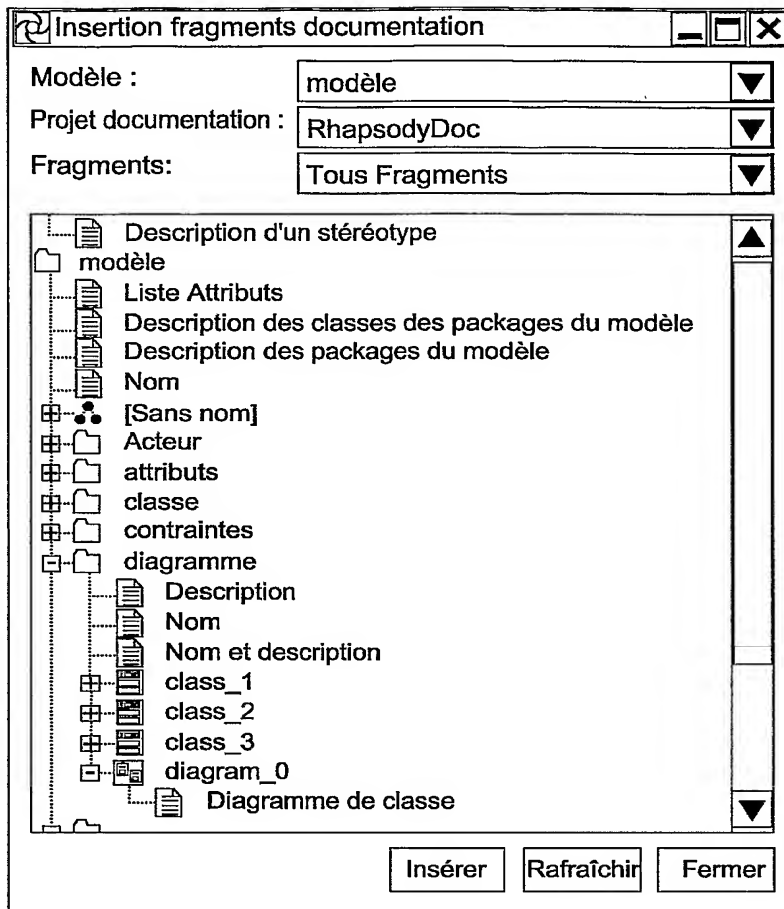 Insertion fragments documentation
Modèle : modèle
Projet documentation : RhapsodyDoc
Fragments: Tous Fragments
Description d'un stéréotype
modèle
Liste Attributs
Description des classes des packages du modèle
Description des packages du modèle
Nom
[Sans nom]
Acteur
attributs
classe
contraintes
diagramme
Description
Nom
Nom et description
class_1
class_2
class_3
diagram_0
Diagramme de classe
Insérer Rafraîchir Fermer